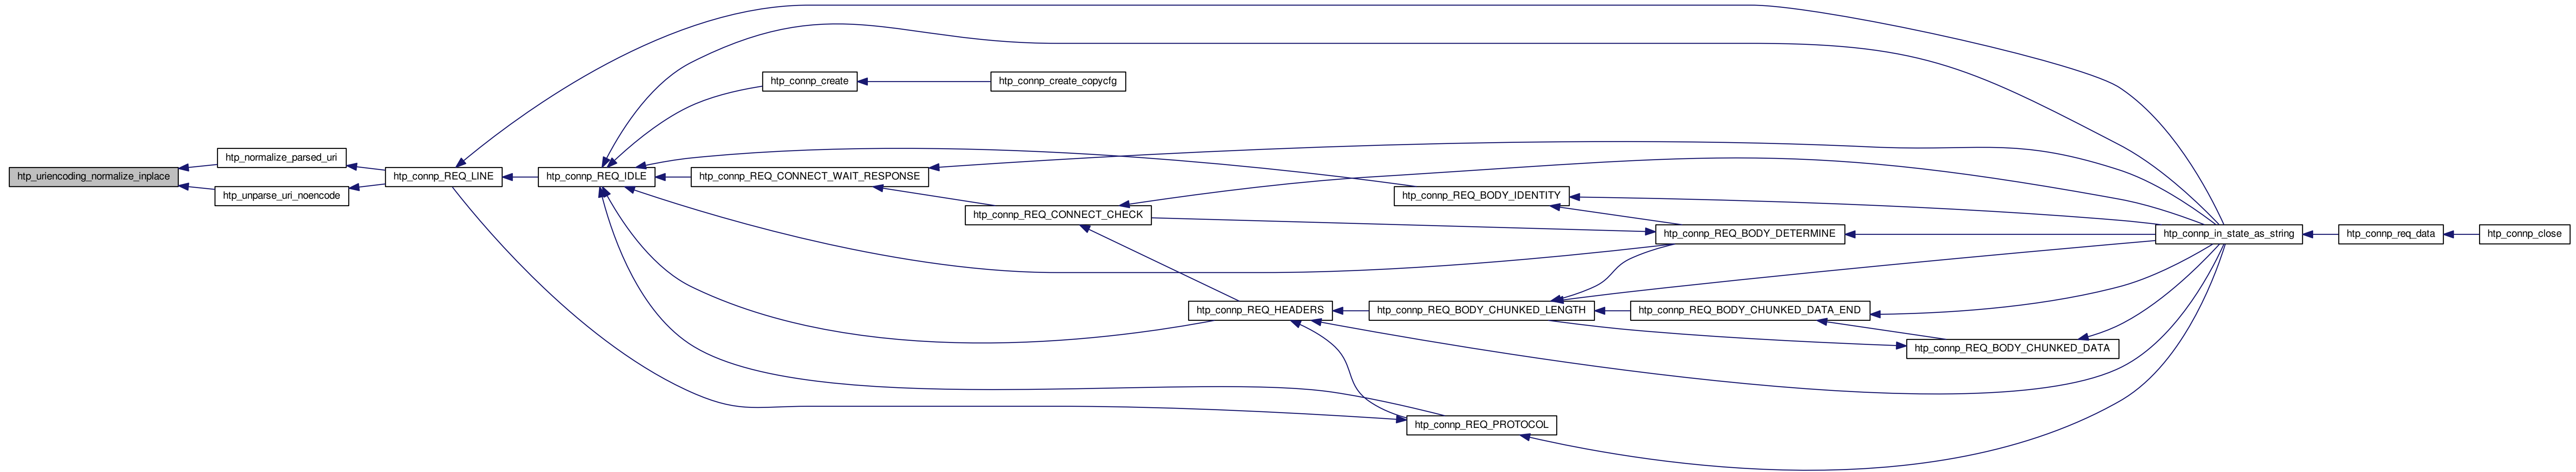 htp_uriencoding_normalize_inplace
htp_normalize_parsed_uri
htp_unparse_uri_noencode
htp_connp_REQ_LINE
htp_connp_REQ_IDLE
htp_connp_create
htp_connp_create_copycfg
htp_connp_REQ_CONNECT_WAIT_RESPONSE
htp_connp_REQ_CONNECT_CHECK
htp_connp_REQ_HEADERS
htp_connp_REQ_BODY_IDENTITY
htp_connp_REQ_BODY_DETERMINE
htp_connp_REQ_BODY_CHUNKED_LENGTH
htp_connp_REQ_BODY_CHUNKED_DATA_END
htp_connp_REQ_BODY_CHUNKED_DATA
htp_connp_REQ_PROTOCOL
htp_connp_in_state_as_string
htp_connp_req_data
htp_connp_close